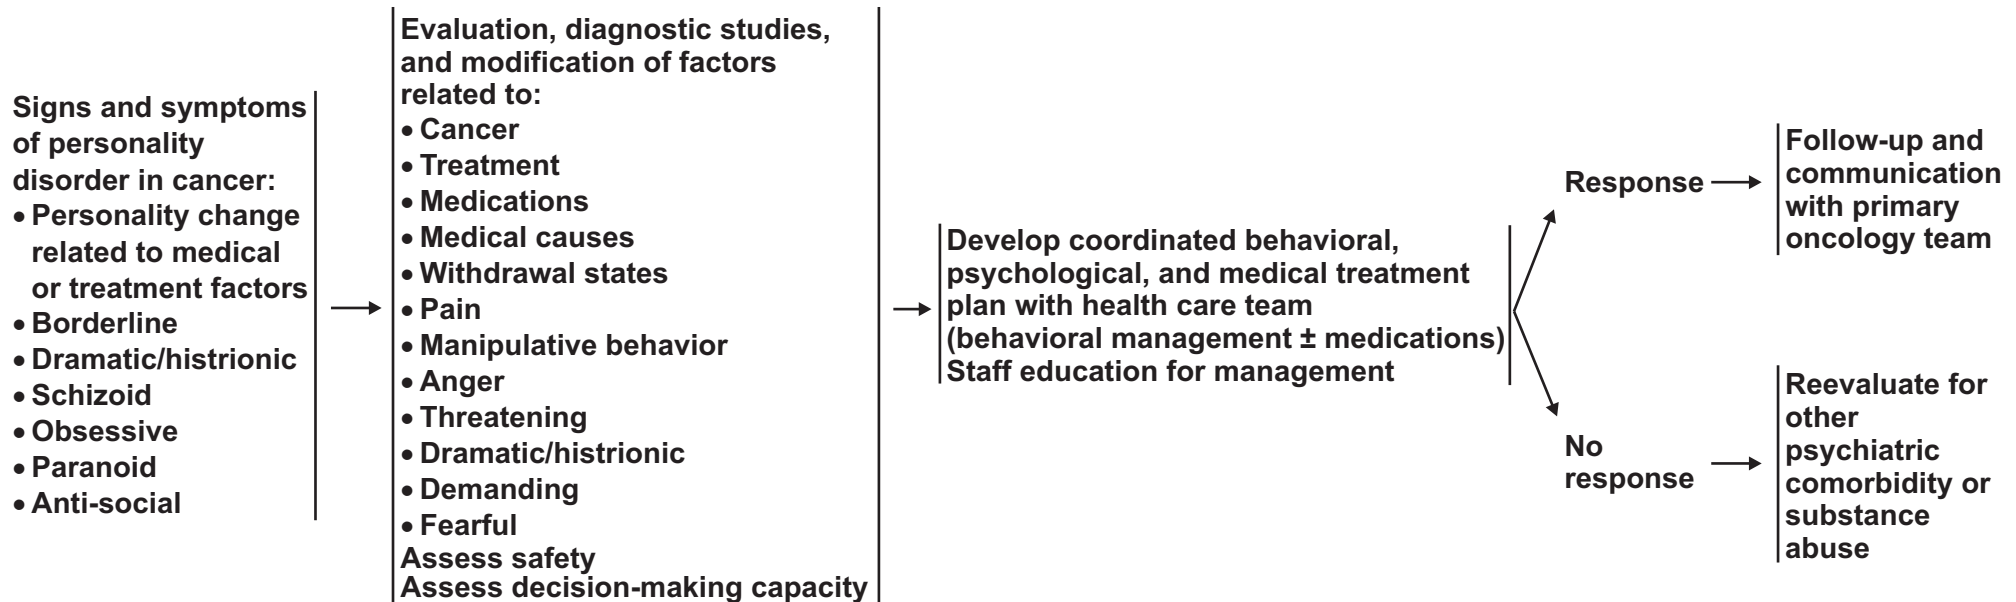 Signs and symptoms
of personality
disorder in cancer:
• Personality change
related to medical
or treatment factors
• Borderline
• Dramatic/histrionic
• Schizoid
• Obsessive
• Paranoid
• Anti-social
Evaluation, diagnostic studies,
and modification of factors
related to:
• Cancer
• Treatment
• Medications
• Medical causes
• Withdrawal states
• Pain
• Manipulative behavior
• Anger
• Threatening
• Dramatic/histrionic
• Demanding
• Fearful
Assess safety
Assess decision-making capacity
Develop coordinated behavioral,
psychological, and medical treatment
plan with health care team
(behavioral management ± medications)
Staff education for management
Response
Follow-up and
communication
with primary
oncology team
No
response
Reevaluate for
other
psychiatric
comorbidity or
substance
abuse